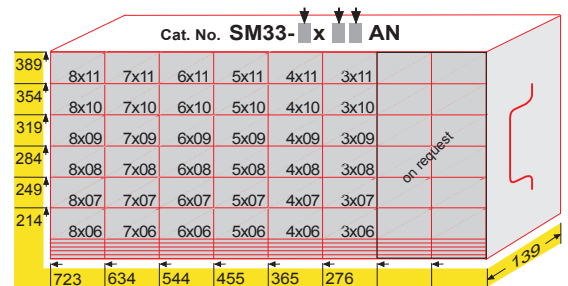 Cat. No. SM33- x AN
389
8x11 7x11 6x11 5x11 4x11 3x11
354
8x10 7x10 6x10 5x10 4x10 3x10
319
8x09 7x09 6x09 5x09 4x09 3x09
on request
284
8x08 7x08 6x08 5x08 4x08 3x08
249
8x07 7x07 6x07 5x07 4x07 3x07
214
8x06 7x06 6x06 5x06 4x06 3x06
139
723 634 544 455 365 276